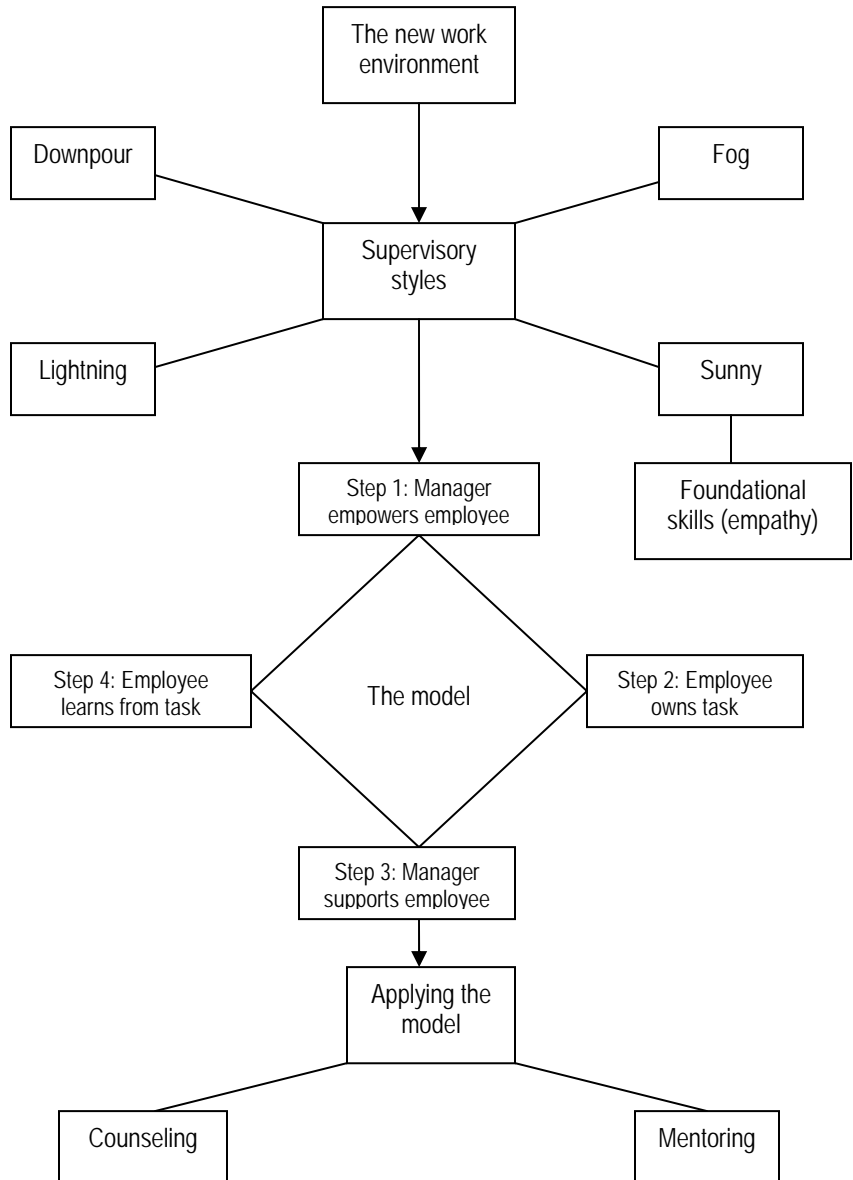 The new work
environment
Downpour
Fog
Supervisory
styles
Lightning
Sunny
Step 1: Manager
empowers employee
Foundational
skills (empathy)
Step 4: Employee
learns from task
The model
Step 2: Employee
owns task
Step 3: Manager
supports employee
Applying the
model
Counseling
Mentoring